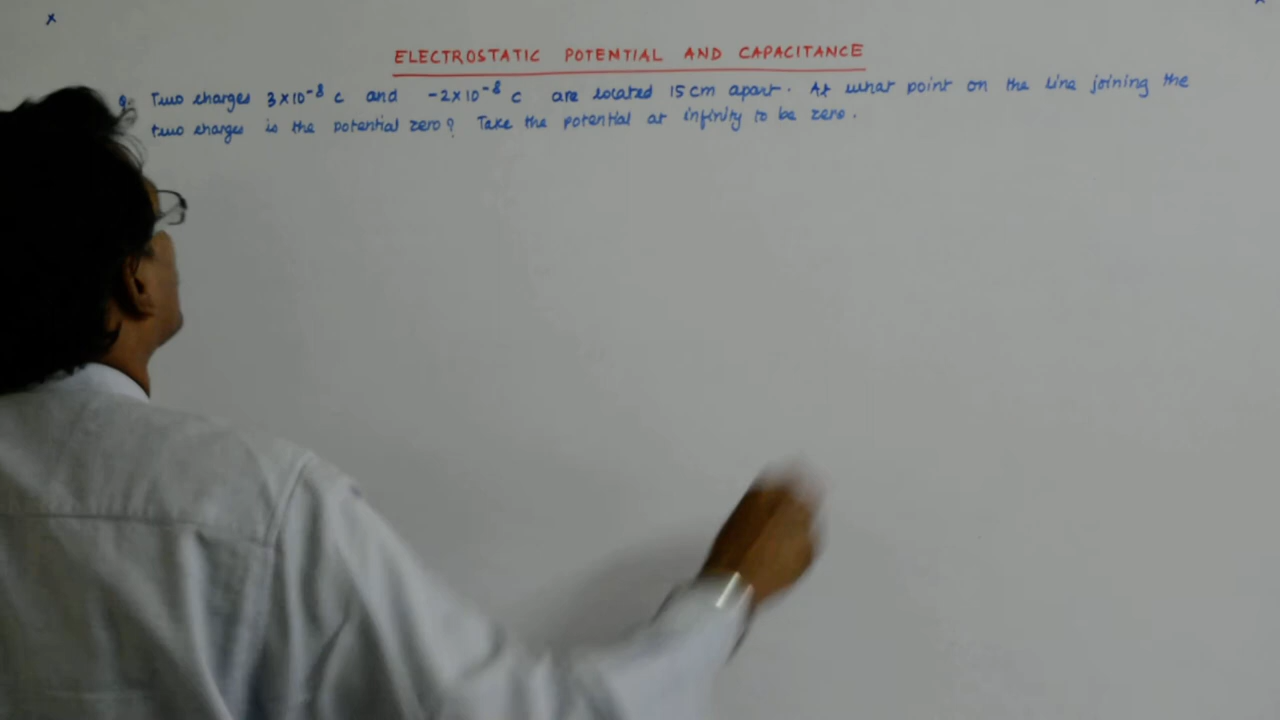 ELECTROSTATIC POTENTIAL AND CAPACITANCE
Q. Two charges 3×10⁻⁸ C and -2×10⁻⁸ C are located 15 cm apart. At what point on the line joining the
two charges is the potential zero? Take the potential at infinity to be zero.